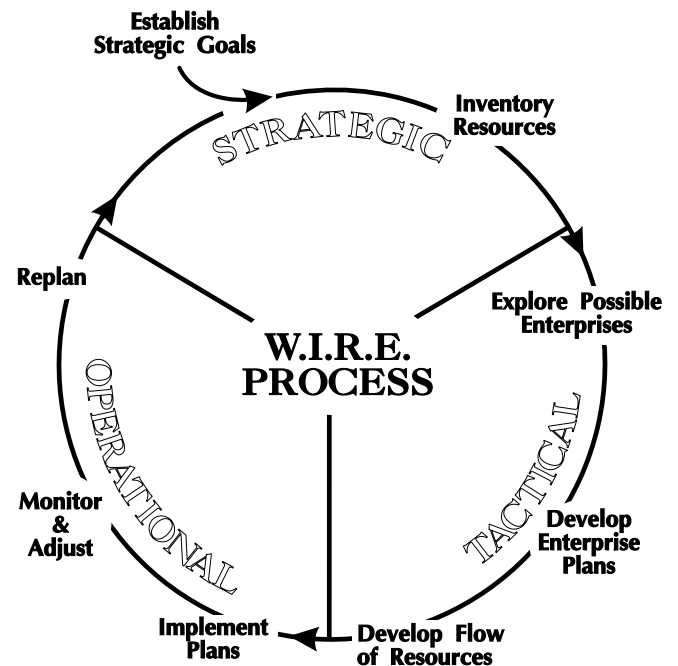 Establish
Strategic Goals
STRATEGIC
Inventory
Resources
Explore Possible
Enterprises
W.I.R.E.
PROCESS
TACTICAL
Develop
Enterprise
Plans
Develop Flow
of Resources
Implement
Plans
OPERATIONAL
Monitor
&
Adjust
Replan